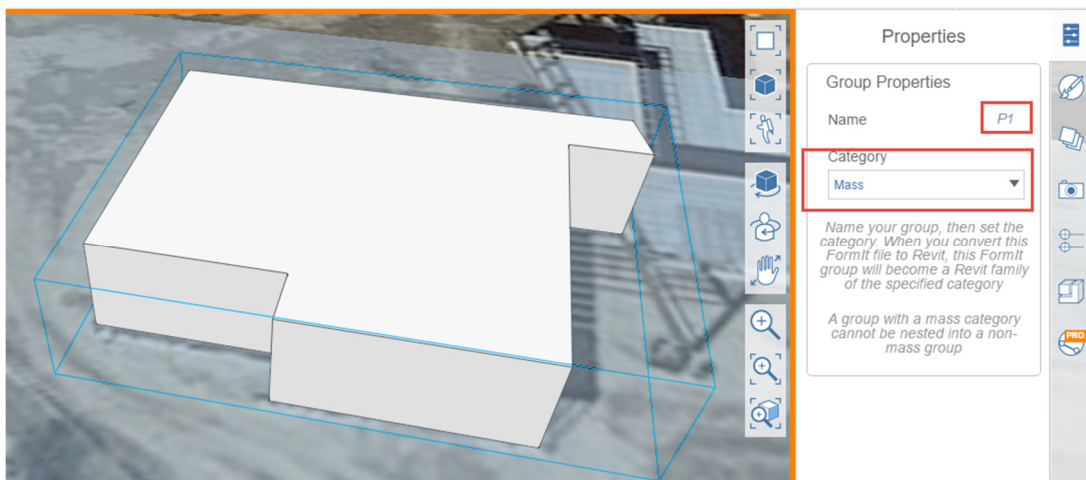 Properties
Group Properties
Name P1
Category
Mass
Name your group, then set the
category. When you convert this
FormIt file to Revit, this FormIt
group will become a Revit family
of the specified category
A group with a mass category
cannot be nested into a non-
mass group
PRO